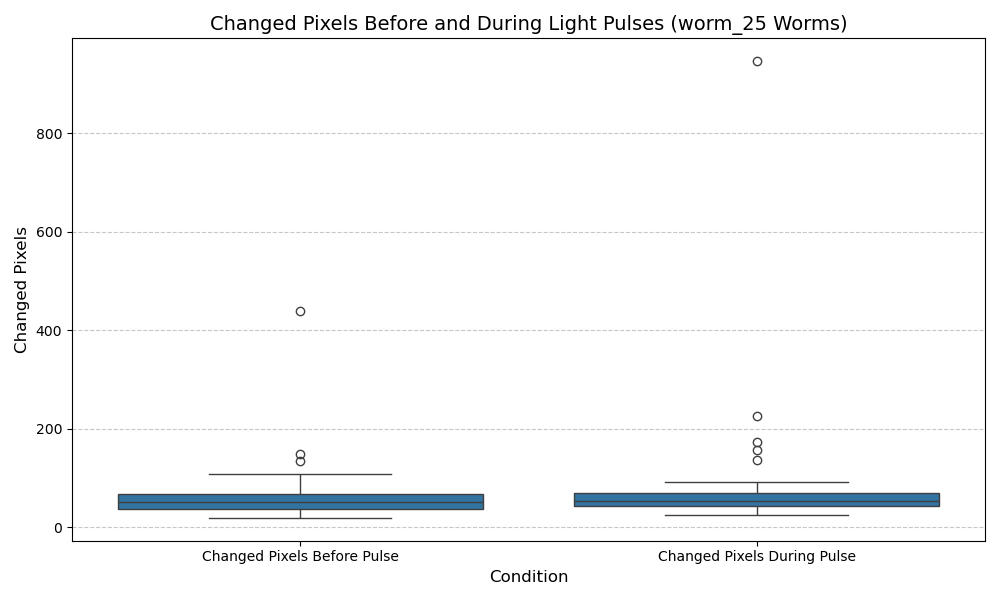 Changed Pixels Before and During Light Pulses (worm_25 Worms)
Changed Pixels
800
600
400
200
0
Changed Pixels Before Pulse
Changed Pixels During Pulse
Condition